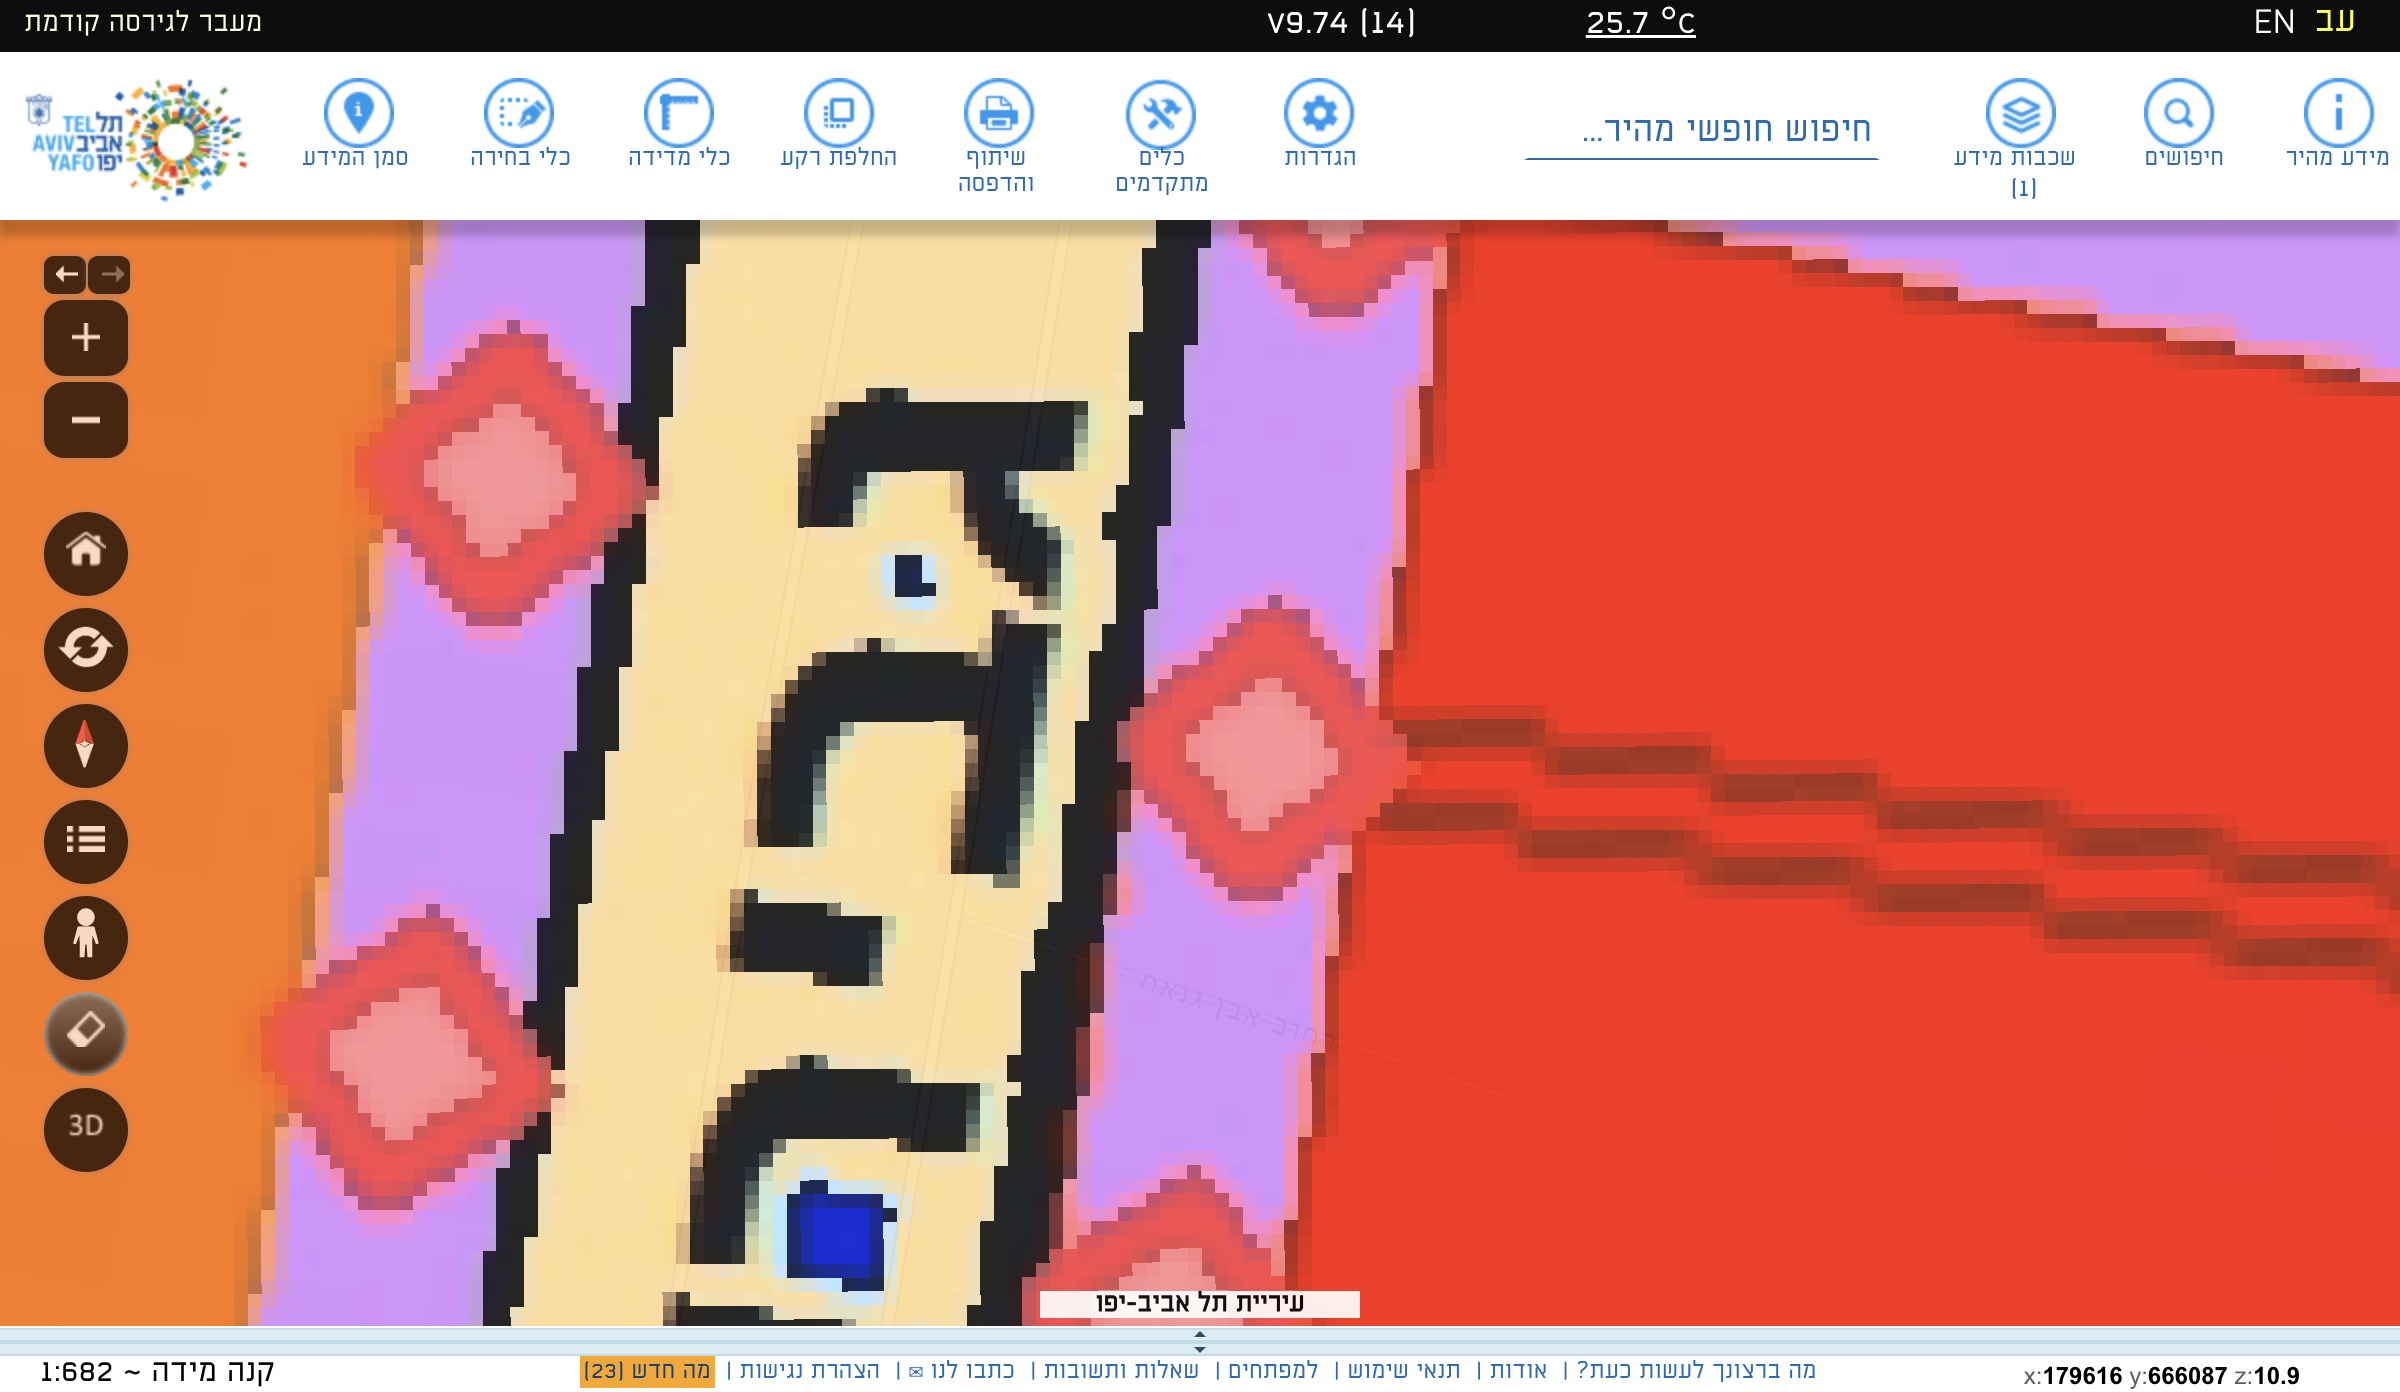 עב EN
25.7 °C
V9.74 (14)
מעבר לגירסה קודמת
מידע מהיר
חיפושים
שכבות מידע
(1)
חיפוש חופשי מהיר...
הגדרות
כלים
מתקדמים
שיתוף
והדפסה
החלפת רקע
כלי מדידה
כלי בחירה
סמן המידע
תל TEL
אביב AVIV
יפו YAFO
3D
רחוב אבן גנאח
עיריית תל אביב-יפו
x:179616 y:666087 z:10.9
מה ברצונך לעשות כעת? | אודות | תנאי שימוש | למפתחים | שאלות ותשובות | כתבו לנו ✉ | הצהרת נגישות | מה חדש (23)
קנה מידה ~ 1:682